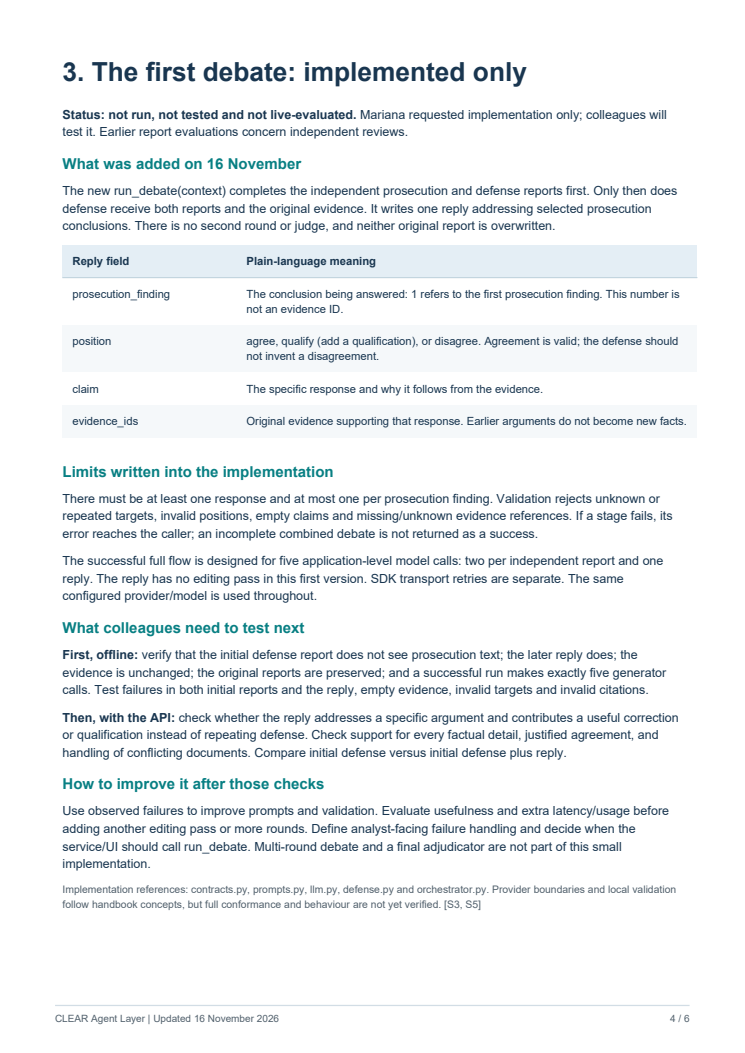 3. The first debate: implemented only
Status: not run, not tested and not live-evaluated. Mariana requested implementation only; colleagues will
test it. Earlier report evaluations concern independent reviews.
What was added on 16 November
The new run_debate(context) completes the independent prosecution and defense reports first. Only then does
defense receive both reports and the original evidence. It writes one reply addressing selected prosecution
conclusions. There is no second round or judge, and neither original report is overwritten.
Reply field Plain-language meaning
prosecution_finding The conclusion being answered: 1 refers to the first prosecution finding. This number is
not an evidence ID.
position agree, qualify (add a qualification), or disagree. Agreement is valid; the defense should
not invent a disagreement.
claim The specific response and why it follows from the evidence.
evidence_ids Original evidence supporting that response. Earlier arguments do not become new facts.
Limits written into the implementation
There must be at least one response and at most one per prosecution finding. Validation rejects unknown or
repeated targets, invalid positions, empty claims and missing/unknown evidence references. If a stage fails, its
error reaches the caller; an incomplete combined debate is not returned as a success.
The successful full flow is designed for five application-level model calls: two per independent report and one
reply. The reply has no editing pass in this first version. SDK transport retries are separate. The same
configured provider/model is used throughout.
What colleagues need to test next
First, offline: verify that the initial defense report does not see prosecution text; the later reply does; the
evidence is unchanged; the original reports are preserved; and a successful run makes exactly five generator
calls. Test failures in both initial reports and the reply, empty evidence, invalid targets and invalid citations.
Then, with the API: check whether the reply addresses a specific argument and contributes a useful correction
or qualification instead of repeating defense. Check support for every factual detail, justified agreement, and
handling of conflicting documents. Compare initial defense versus initial defense plus reply.
How to improve it after those checks
Use observed failures to improve prompts and validation. Evaluate usefulness and extra latency/usage before
adding another editing pass or more rounds. Define analyst-facing failure handling and decide when the
service/UI should call run_debate. Multi-round debate and a final adjudicator are not part of this small
implementation.
Implementation references: contracts.py, prompts.py, llm.py, defense.py and orchestrator.py. Provider boundaries and local validation
follow handbook concepts, but full conformance and behaviour are not yet verified. [S3, S5]
CLEAR Agent Layer | Updated 16 November 2026 4 / 6